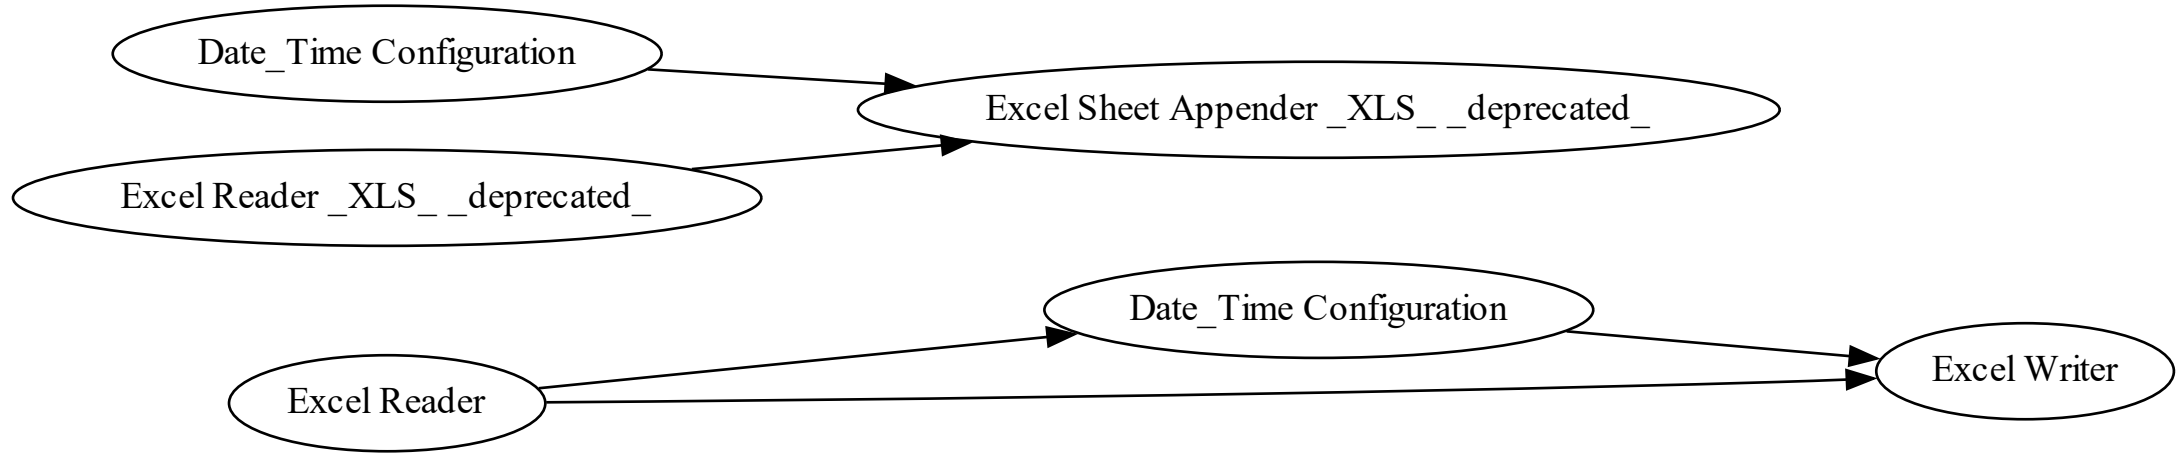 Date_Time Configuration
Excel Sheet Appender _XLS_ _deprecated_
Excel Reader _XLS_ _deprecated_
Date_Time Configuration
Excel Writer
Excel Reader